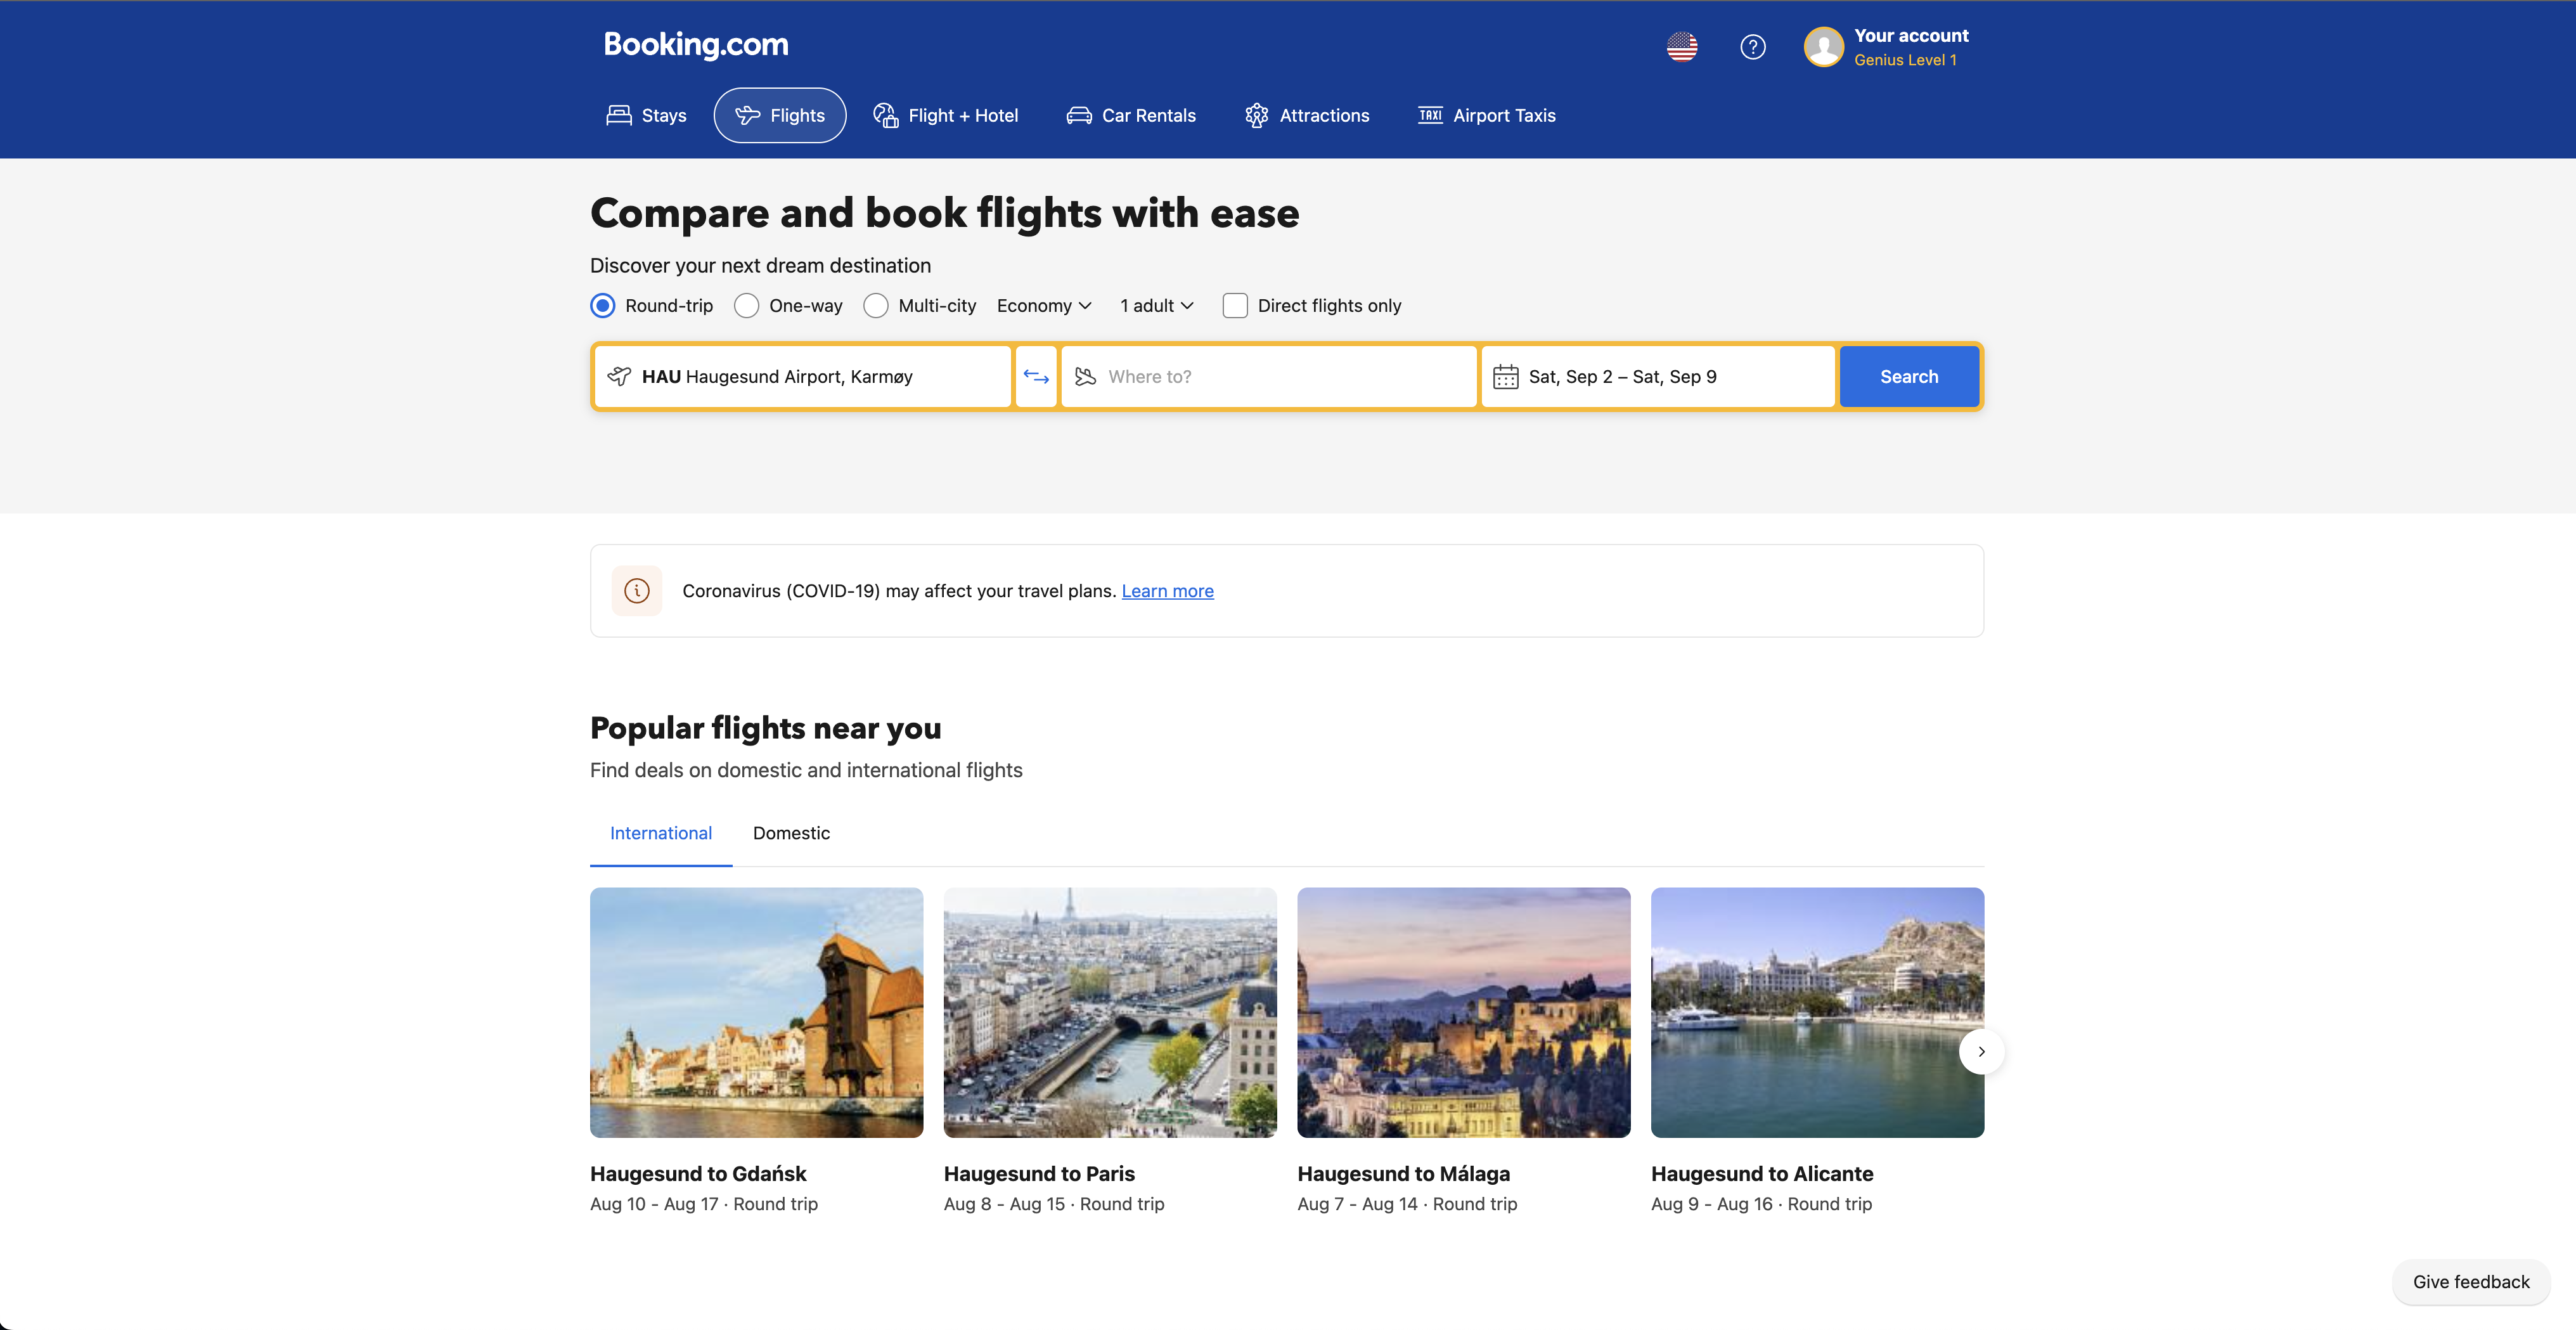 Booking.com
Your account
Genius Level 1
Stays
Flights
Flight + Hotel
Car Rentals
Attractions
TAXI Airport Taxis
Compare and book flights with ease
Discover your next dream destination
Round-trip One-way Multi-city Economy 1 adult Direct flights only
HAU Haugesund Airport, Karmøy Where to? Sat, Sep 2 – Sat, Sep 9 Search
Coronavirus (COVID-19) may affect your travel plans. Learn more
Popular flights near you
Find deals on domestic and international flights
International Domestic
Haugesund to Gdańsk
Aug 10 - Aug 17 · Round trip
Haugesund to Paris
Aug 8 - Aug 15 · Round trip
Haugesund to Málaga
Aug 7 - Aug 14 · Round trip
Haugesund to Alicante
Aug 9 - Aug 16 · Round trip
Give feedback